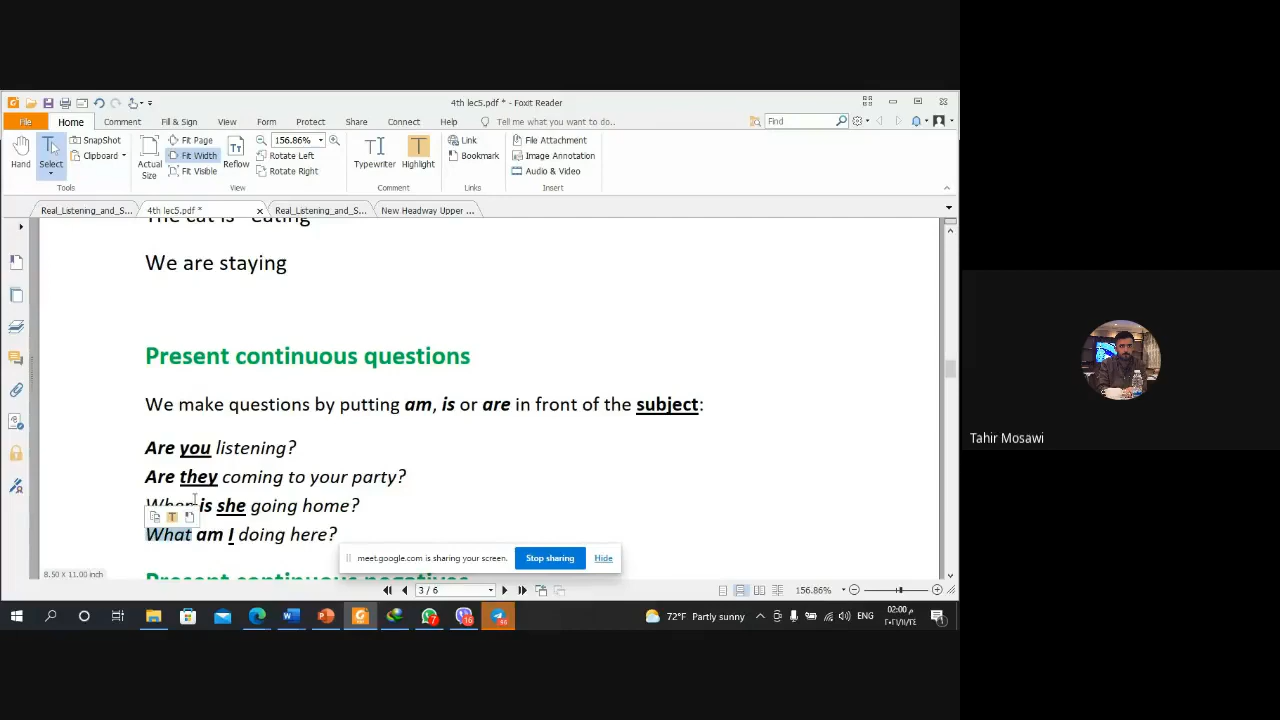 4th lec5.pdf * - Foxit Reader
File Home Comment Fill & Sign View Form Protect Share Connect Help Tell me what you want to do.. Find
Hand Select SnapShot Clipboard
Tools
Actual Size Fit Page Fit Width Fit Visible Reflow 156.86% Rotate Left Rotate Right
View
Typewriter Highlight
Comment
Link Bookmark
Links
File Attachment Image Annotation Audio & Video
Insert
Real_Listening_and_S... 4th lec5.pdf * Real_Listening_and_S... New Headway Upper ...
The cat is eating
We are staying
Present continuous questions
We make questions by putting am, is or are in front of the subject:
Are you listening?
Are they coming to your party?
When is she going home?
What am I doing here?
Present continuous negatives
meet.google.com is sharing your screen. Stop sharing Hide
8.50 X 11.00 inch
3 / 6 156.86%
72°F Partly sunny ENG 02:00 م
٢٠٢١/١١/٢٤
Tahir Mosawi